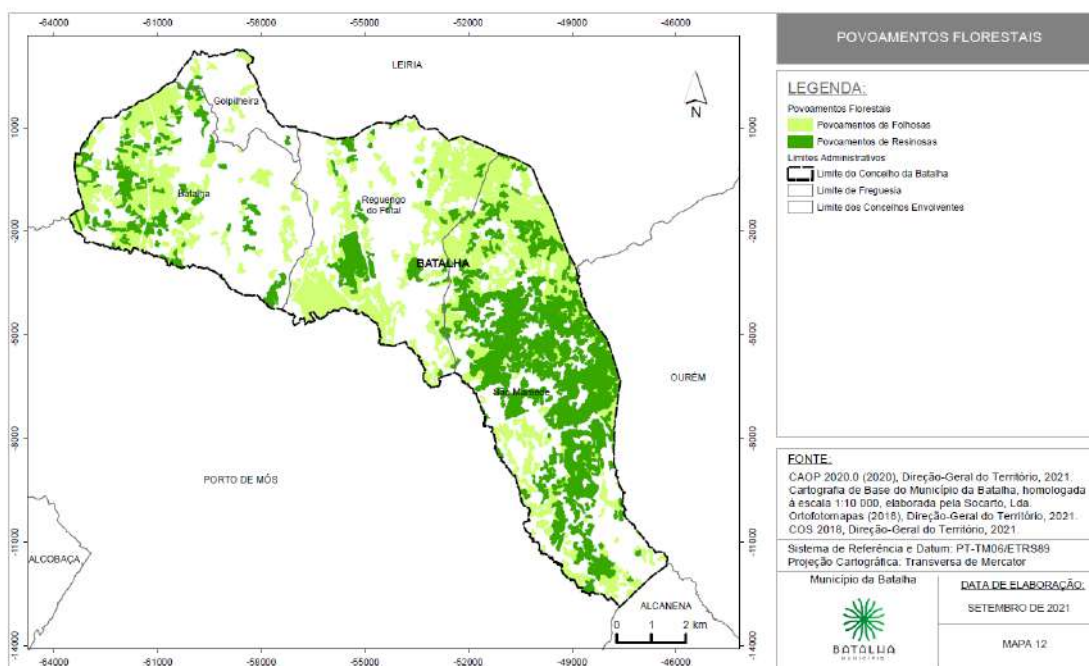 -64000 -61000 -58000 -55000 -52000 -49000 -46000
POVOAMENTOS FLORESTAIS
LEIRIA
Golpilheira
N
Batalha
Reguengo
do Fetal
BATALHA
São Mamede
OURÉM
PORTO DE MÓS
ALCOBAÇA
ALCANENA
0 1 2 km
1000 1000
-2000 -2000
-5000 -5000
-8000 -8000
-11000 -11000
-14000 -14000
-64000 -61000 -58000 -55000 -52000 -49000 -46000
LEGENDA:
Povoamentos Florestais
Povoamentos de Folhosas
Povoamentos de Resinosas
Limites Administrativos
Limite do Concelho da Batalha
Limite de Freguesia
Limite dos Concelhos Envolventes
FONTE:
CAOP 2020.0 (2020), Direção-Geral do Território, 2021.
Cartografia de Base do Município da Batalha, homologada
à escala 1:10 000, elaborada pela Socarto, Lda.
Ortofotomapas (2018), Direção-Geral do Território, 2021.
COS 2018, Direção-Geral do Território, 2021.
Sistema de Referência e Datum: PT-TM06/ETRS89
Projeção Cartográfica: Transversa de Mercator
Município da Batalha
BATALHA
MUNICÍPIO
DATA DE ELABORAÇÃO:
SETEMBRO DE 2021
MAPA 12